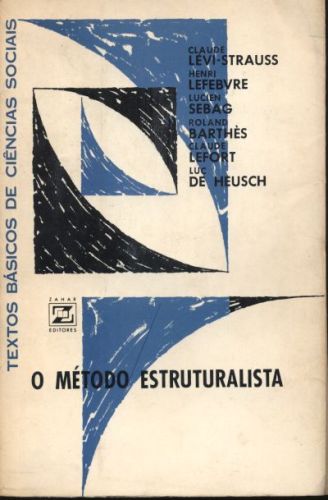 TEXTOS BÁSICOS DE CIÊNCIAS SOCIAIS
CLAUDE
LÉVI-STRAUSS
HENRI
LEFEBVRE
LUCIEN
SEBAG
ROLAND
BARTHÈS
CLAUDE
LEFORT
LUC
DE HEUSCH
ZAHAR
EDITORES
O MÉTODO ESTRUTURALISTA